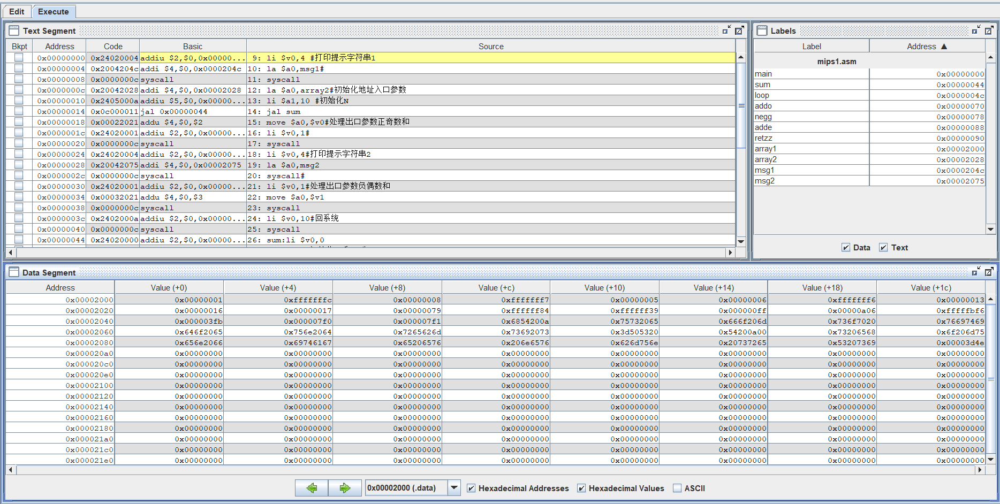 Edit Execute
Text Segment
Bkpt Address Code Basic Source
0x00000000 0x24020004 addiu $2,$0,0x00000... 9: li $v0,4 #打印提示字符串1
0x00000004 0x2004204c addi $4,$0,0x0000204c 10: la $a0,msg1#
0x00000008 0x0000000c syscall 11: syscall
0x0000000c 0x20042028 addi $4,$0,0x00002028 12: la $a0,array2#初始化地址入口参数
0x00000010 0x2405000a addiu $5,$0,0x00000... 13: li $a1,10 #初始化N
0x00000014 0x0c000011 jal 0x00000044 14: jal sum
0x00000018 0x00022021 addu $4,$0,$2 15: move $a0,$v0#处理出口参数正奇数和
0x0000001c 0x24020001 addiu $2,$0,0x00000... 16: li $v0,1#
0x00000020 0x0000000c syscall 17: syscall
0x00000024 0x24020004 addiu $2,$0,0x00000... 18: li $v0,4#打印提示字符串2
0x00000028 0x20042075 addi $4,$0,0x00002075 19: la $a0,msg2
0x0000002c 0x0000000c syscall 20: syscall#
0x00000030 0x24020001 addiu $2,$0,0x00000... 21: li $v0,1#处理出口参数负偶数和
0x00000034 0x00032021 addu $4,$0,$3 22: move $a0,$v1
0x00000038 0x0000000c syscall 23: syscall
0x0000003c 0x2402000a addiu $2,$0,0x00000... 24: li $v0,10#回系统
0x00000040 0x0000000c syscall 25: syscall
0x00000044 0x24020000 addiu $2,$0,0x00000... 26: sum:li $v0,0
Labels
Label Address ▲
mips1.asm
main 0x00000000
sum 0x00000044
loop 0x0000004c
addo 0x00000070
negg 0x00000078
adde 0x00000088
retzz 0x00000090
array1 0x00002000
array2 0x00002028
msg1 0x0000204c
msg2 0x00002075
Data Text
Data Segment
Address Value (+0) Value (+4) Value (+8) Value (+c) Value (+10) Value (+14) Value (+18) Value (+1c)
0x00002000 0x00000001 0xfffffffc 0x00000008 0xfffffff7 0x00000005 0x00000006 0xfffffff6 0x00000013
0x00002020 0x00000016 0x00000017 0x00000079 0xffffff84 0xffffff39 0x000000ff 0x00000a06 0xfffffbf6
0x00002040 0x000003fb 0x000007f0 0x000007f1 0x6854200a 0x75732065 0x666f206d 0x736f7020 0x76697469
0x00002060 0x646f2065 0x756e2064 0x7265626d 0x73692073 0x3d505320 0x54200a00 0x73206568 0x6f206d75
0x00002080 0x656e2066 0x69746167 0x65206576 0x206e6576 0x626d756e 0x20737265 0x53207369 0x00003d4e
0x000020a0 0x00000000 0x00000000 0x00000000 0x00000000 0x00000000 0x00000000 0x00000000 0x00000000
0x000020c0 0x00000000 0x00000000 0x00000000 0x00000000 0x00000000 0x00000000 0x00000000 0x00000000
0x000020e0 0x00000000 0x00000000 0x00000000 0x00000000 0x00000000 0x00000000 0x00000000 0x00000000
0x00002100 0x00000000 0x00000000 0x00000000 0x00000000 0x00000000 0x00000000 0x00000000 0x00000000
0x00002120 0x00000000 0x00000000 0x00000000 0x00000000 0x00000000 0x00000000 0x00000000 0x00000000
0x00002140 0x00000000 0x00000000 0x00000000 0x00000000 0x00000000 0x00000000 0x00000000 0x00000000
0x00002160 0x00000000 0x00000000 0x00000000 0x00000000 0x00000000 0x00000000 0x00000000 0x00000000
0x00002180 0x00000000 0x00000000 0x00000000 0x00000000 0x00000000 0x00000000 0x00000000 0x00000000
0x000021a0 0x00000000 0x00000000 0x00000000 0x00000000 0x00000000 0x00000000 0x00000000 0x00000000
0x000021c0 0x00000000 0x00000000 0x00000000 0x00000000 0x00000000 0x00000000 0x00000000 0x00000000
0x000021e0 0x00000000 0x00000000 0x00000000 0x00000000 0x00000000 0x00000000 0x00000000 0x00000000
0x00002000 (.data) Hexadecimal Addresses Hexadecimal Values ASCII